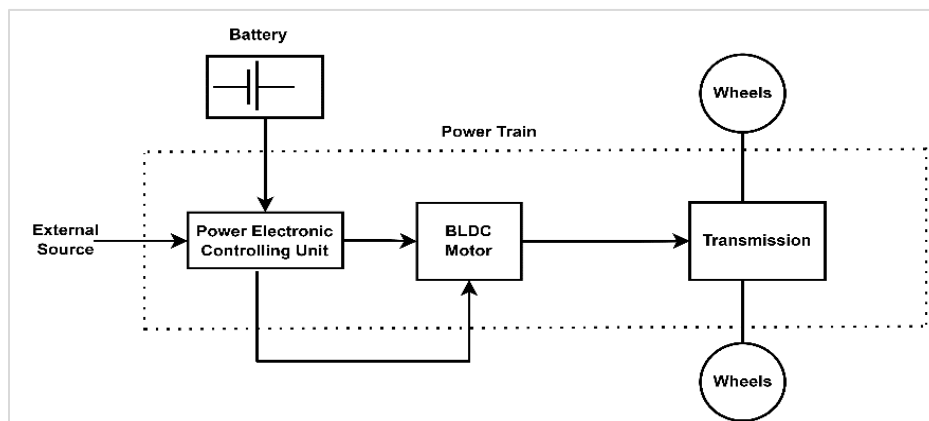 Battery
Wheels
Power Train
External
Source
Power Electronic
Controlling Unit
BLDC
Motor
Transmission
Wheels